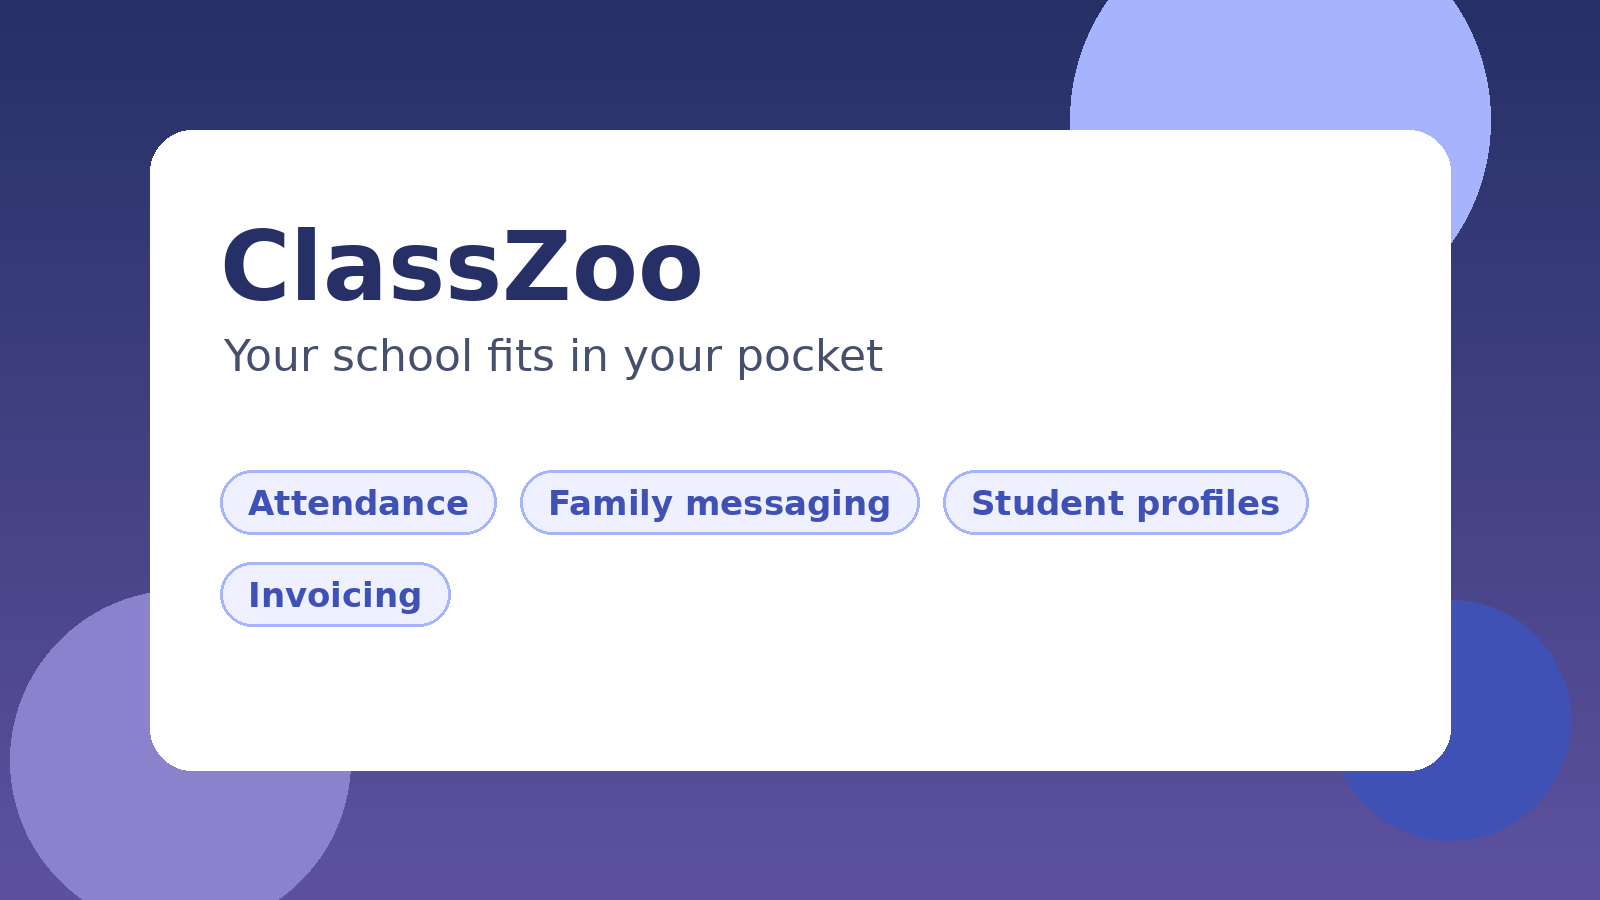 ClassZoo
Your school fits in your pocket
Attendance Family messaging Student profiles
Invoicing